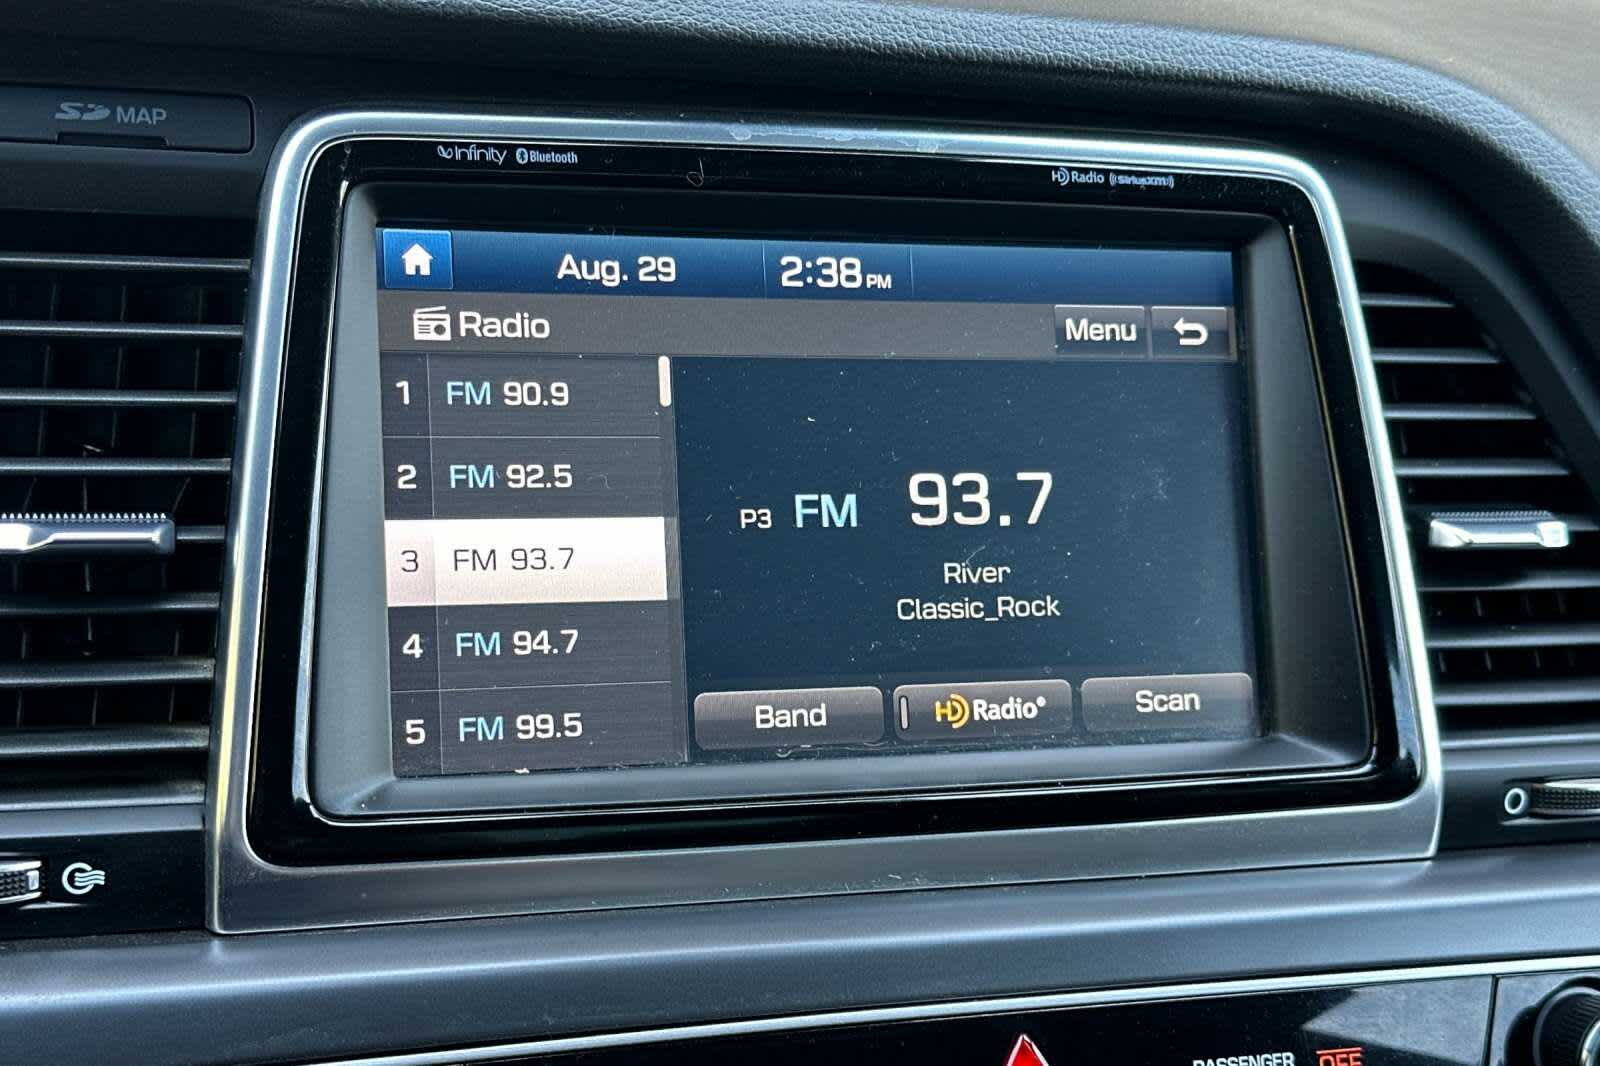 SD MAP
Infinity Bluetooth
HD Radio ((SiriusXM))
Aug. 29 2:38 PM
Radio Menu
1 FM 90.9
2 FM 92.5
3 FM 93.7
4 FM 94.7
5 FM 99.5
P3 FM 93.7
River
Classic_Rock
Band HD Radio® Scan
PASSENGER OFF